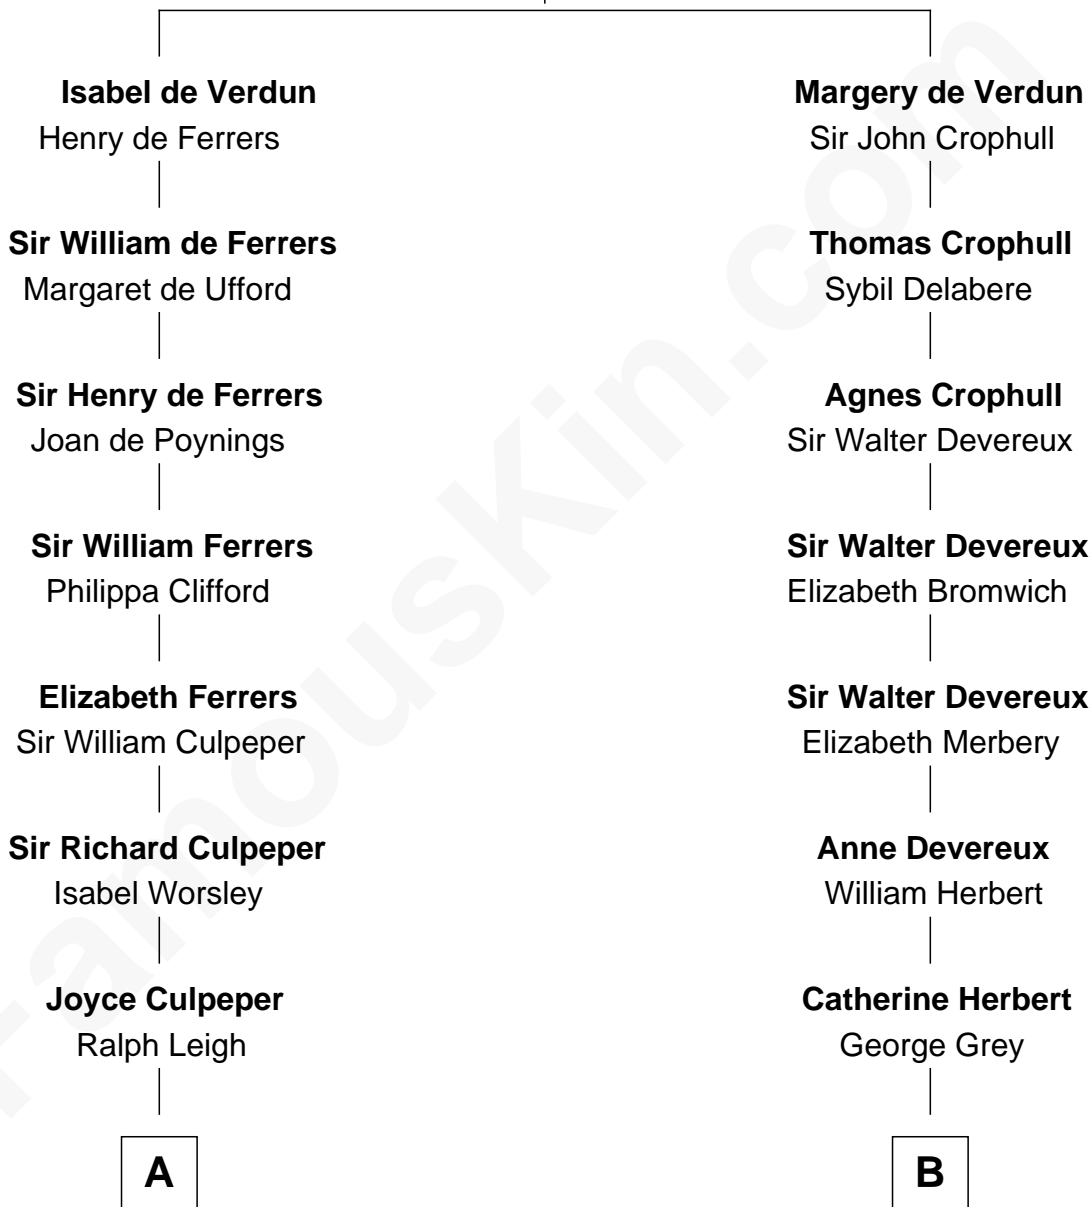 Isabel de Verdun
Henry de Ferrers
Sir William de Ferrers
Margaret de Ufford
Sir Henry de Ferrers
Joan de Poynings
Sir William Ferrers
Philippa Clifford
Elizabeth Ferrers
Sir William Culpeper
Sir Richard Culpeper
Isabel Worsley
Joyce Culpeper
Ralph Leigh
A
Margery de Verdun
Sir John Crophull
Thomas Crophull
Sybil Delabere
Agnes Crophull
Sir Walter Devereux
Sir Walter Devereux
Elizabeth Bromwich
Sir Walter Devereux
Elizabeth Merbery
Anne Devereux
William Herbert
Catherine Herbert
George Grey
B
FamousKin.com